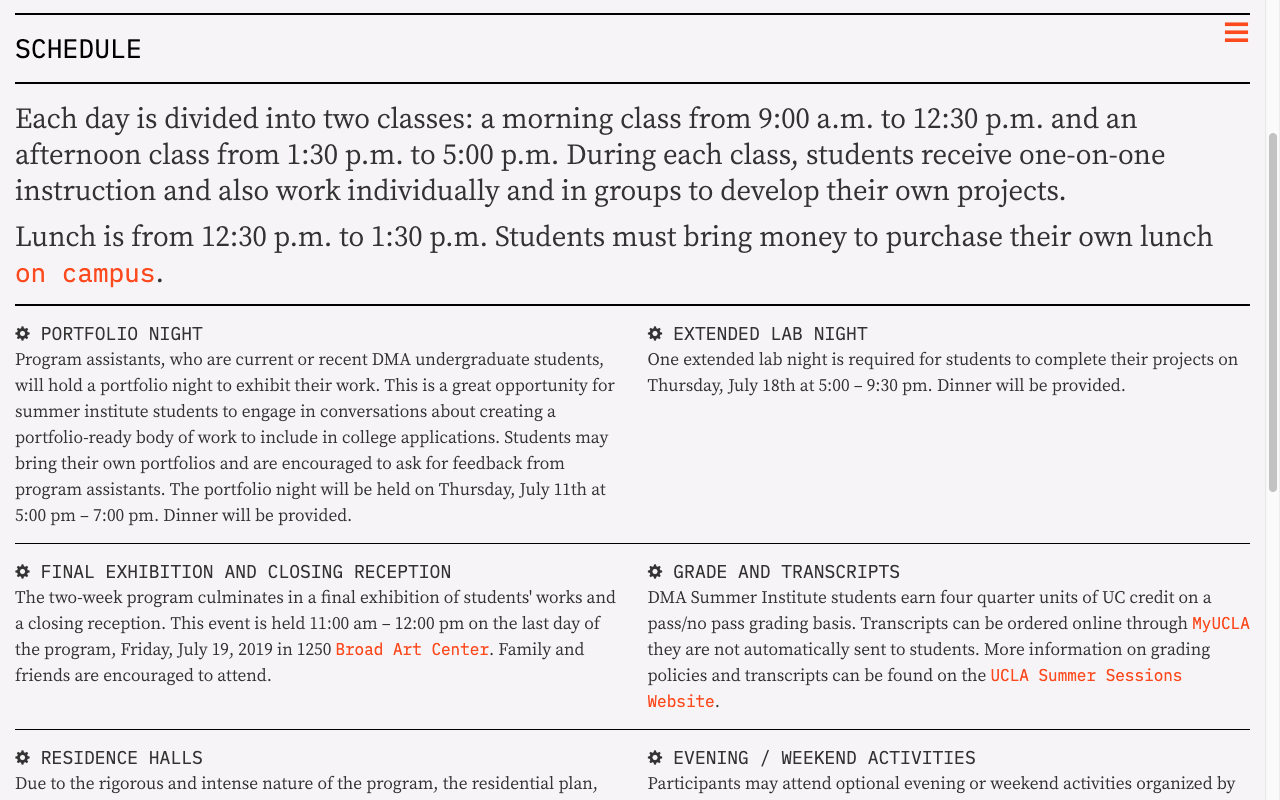 SCHEDULE
Each day is divided into two classes: a morning class from 9:00 a.m. to 12:30 p.m. and an
afternoon class from 1:30 p.m. to 5:00 p.m. During each class, students receive one-on-one
instruction and also work individually and in groups to develop their own projects.
Lunch is from 12:30 p.m. to 1:30 p.m. Students must bring money to purchase their own lunch
on campus.
PORTFOLIO NIGHT
Program assistants, who are current or recent DMA undergraduate students,
will hold a portfolio night to exhibit their work. This is a great opportunity for
summer institute students to engage in conversations about creating a
portfolio-ready body of work to include in college applications. Students may
bring their own portfolios and are encouraged to ask for feedback from
program assistants. The portfolio night will be held on Thursday, July 11th at
5:00 pm – 7:00 pm. Dinner will be provided.
EXTENDED LAB NIGHT
One extended lab night is required for students to complete their projects on
Thursday, July 18th at 5:00 – 9:30 pm. Dinner will be provided.
FINAL EXHIBITION AND CLOSING RECEPTION
The two-week program culminates in a final exhibition of students' works and
a closing reception. This event is held 11:00 am – 12:00 pm on the last day of
the program, Friday, July 19, 2019 in 1250 Broad Art Center. Family and
friends are encouraged to attend.
GRADE AND TRANSCRIPTS
DMA Summer Institute students earn four quarter units of UC credit on a
pass/no pass grading basis. Transcripts can be ordered online through MyUCLA
they are not automatically sent to students. More information on grading
policies and transcripts can be found on the UCLA Summer Sessions
Website.
RESIDENCE HALLS
Due to the rigorous and intense nature of the program, the residential plan,
EVENING / WEEKEND ACTIVITIES
Participants may attend optional evening or weekend activities organized by